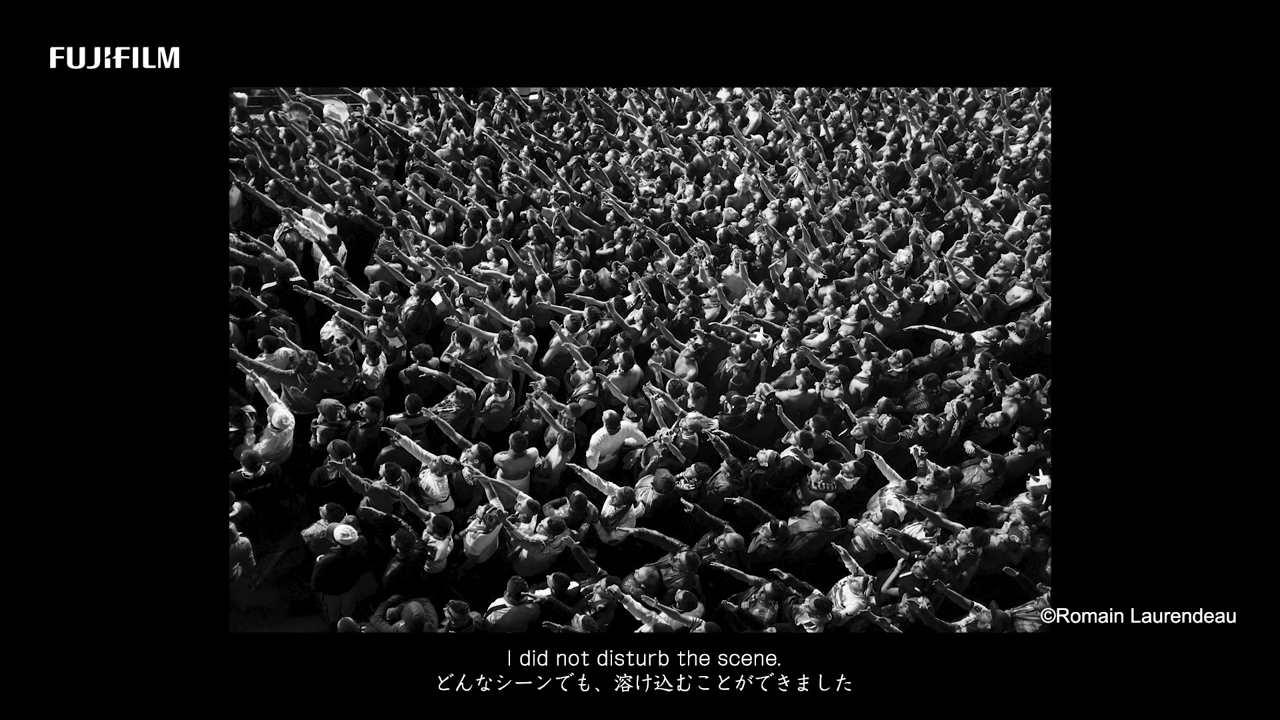 FUJIFILM
©Romain Laurendeau
I did not disturb the scene.
どんなシーンでも、溶け込むことができました